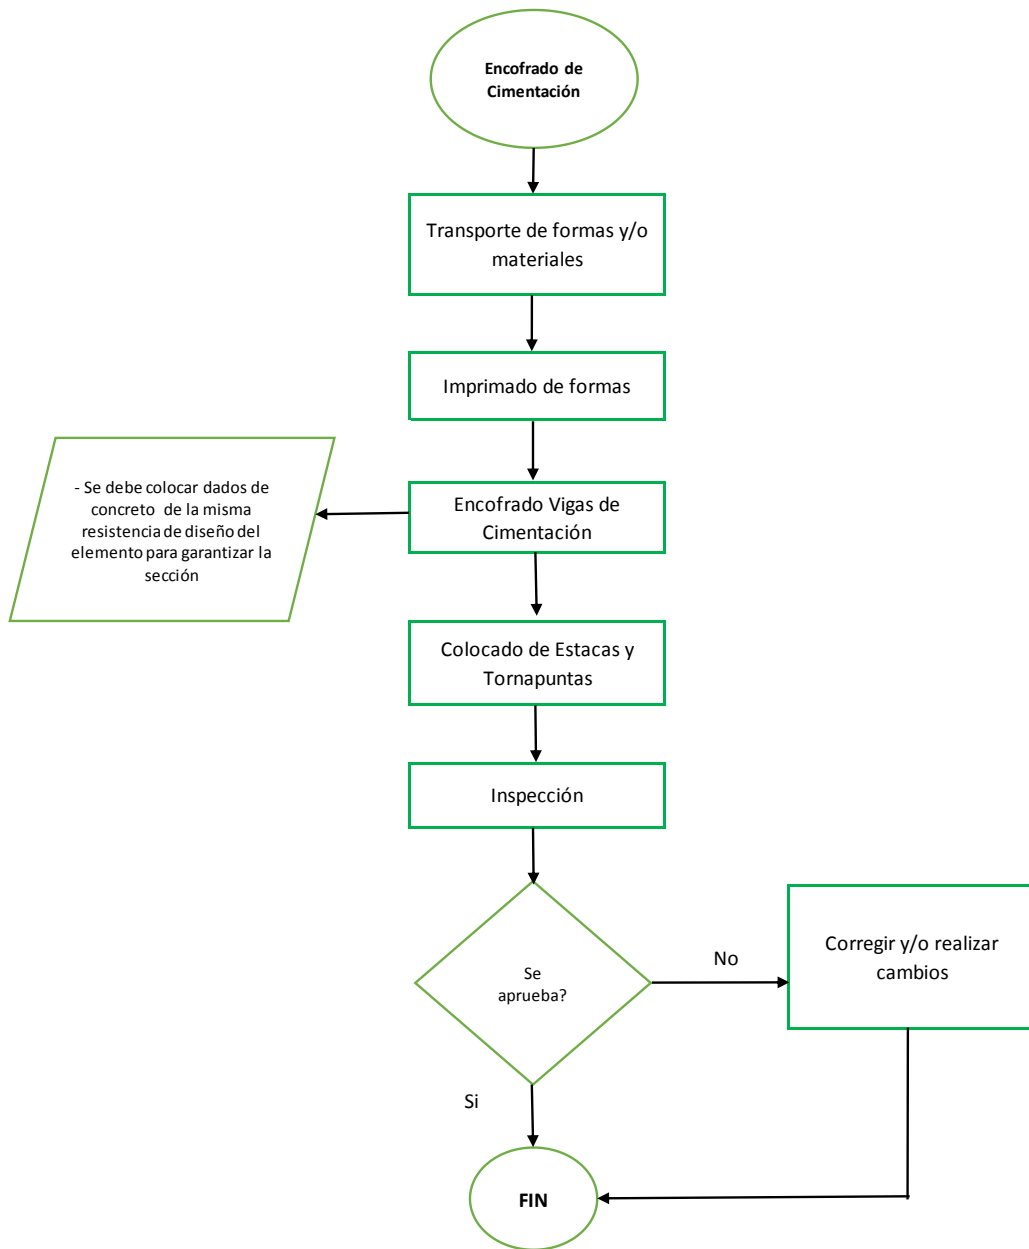 Encofrado de
Cimentación
Transporte de formas y/o
materiales
Imprimado de formas
- Se debe colocar dados de
concreto de la misma
resistencia de diseño del
elemento para garantizar la
sección
Encofrado Vigas de
Cimentación
Colocado de Estacas y
Tornapuntas
Inspección
Se
aprueba?
No
Corregir y/o realizar
cambios
Si
FIN